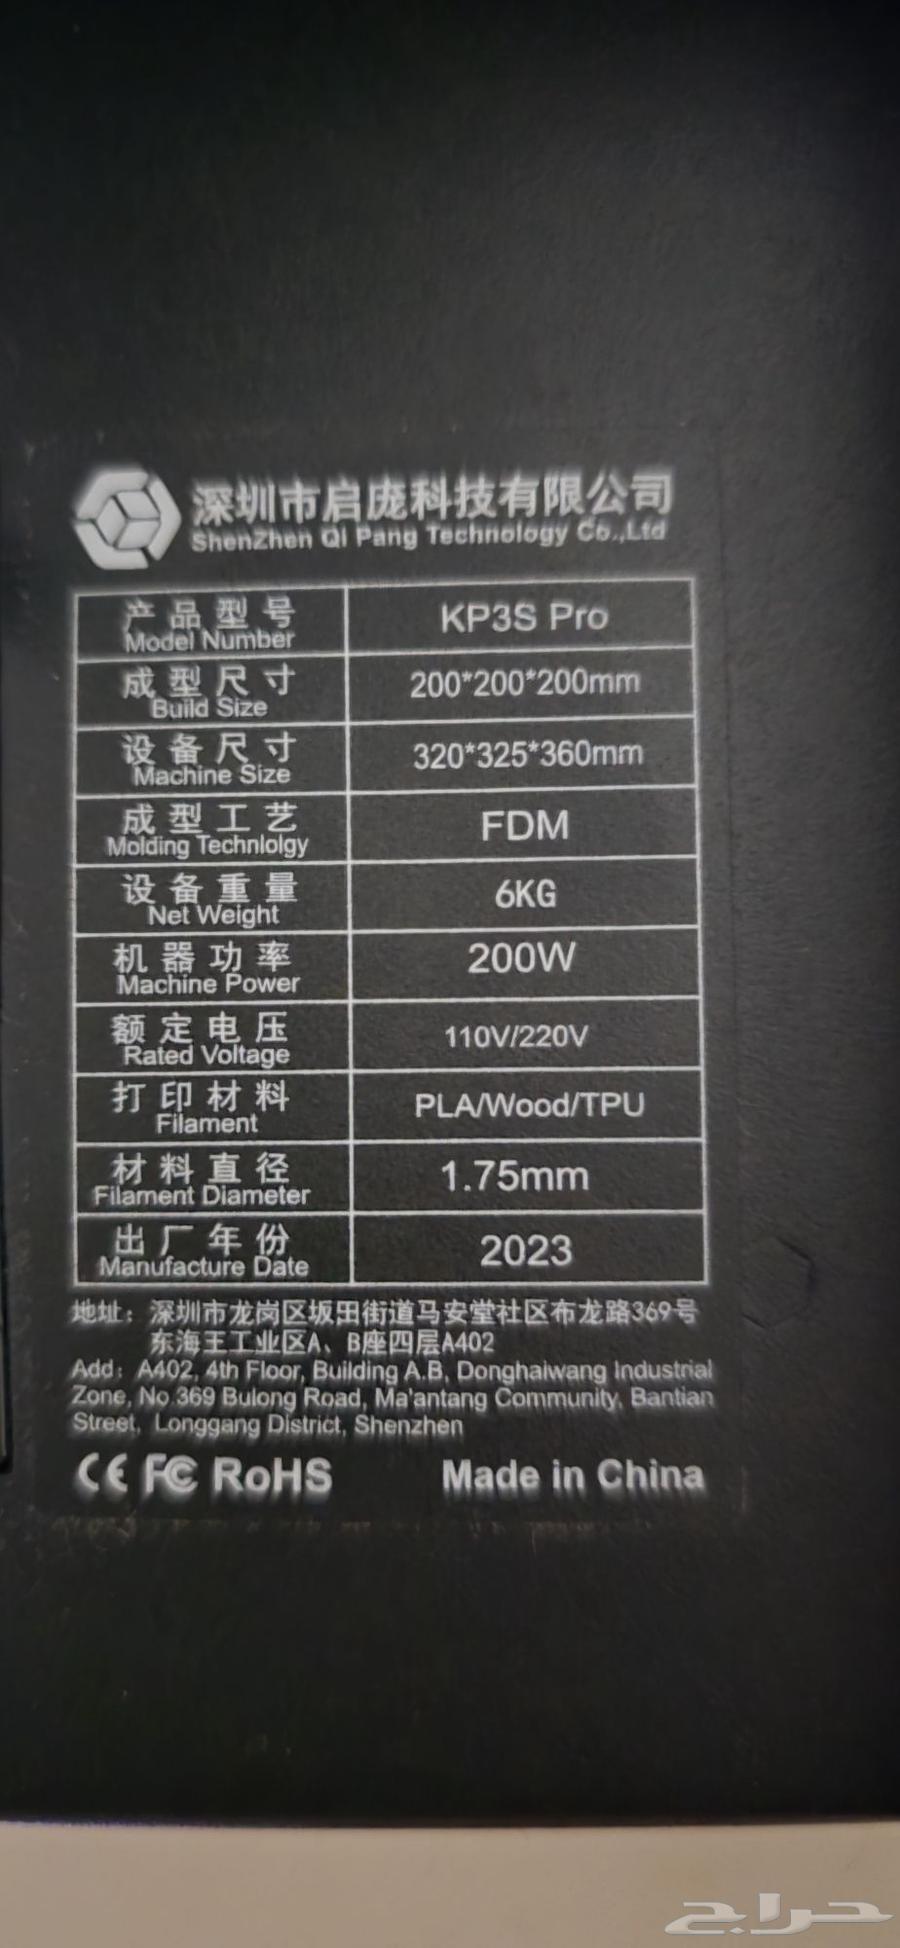 深圳市启庞科技有限公司
ShenZhen Qi Pang Technology Co.,Ltd
产品型号 KP3S Pro
Model Number
成型尺寸 200*200*200mm
Build Size
设备尺寸 320*325*360mm
Machine Size
成型工艺 FDM
Molding Technlolgy
设备重量 6KG
Net Weight
机器功率 200W
Machine Power
额定电压 110V/220V
Rated Voltage
打印材料 PLA/Wood/TPU
Filament
材料直径 1.75mm
Filament Diameter
出厂年份 2023
Manufacture Date
地址：深圳市龙岗区坂田街道马安堂社区布龙路369号
东海王工业区A、B座四层A402
Add：A402, 4th Floor, Building A.B, Donghaiwang Industrial
Zone, No.369 Bulong Road, Ma'antang Community, Bantian
Street, Longgang District, Shenzhen
CE FC RoHS Made in China
حراج